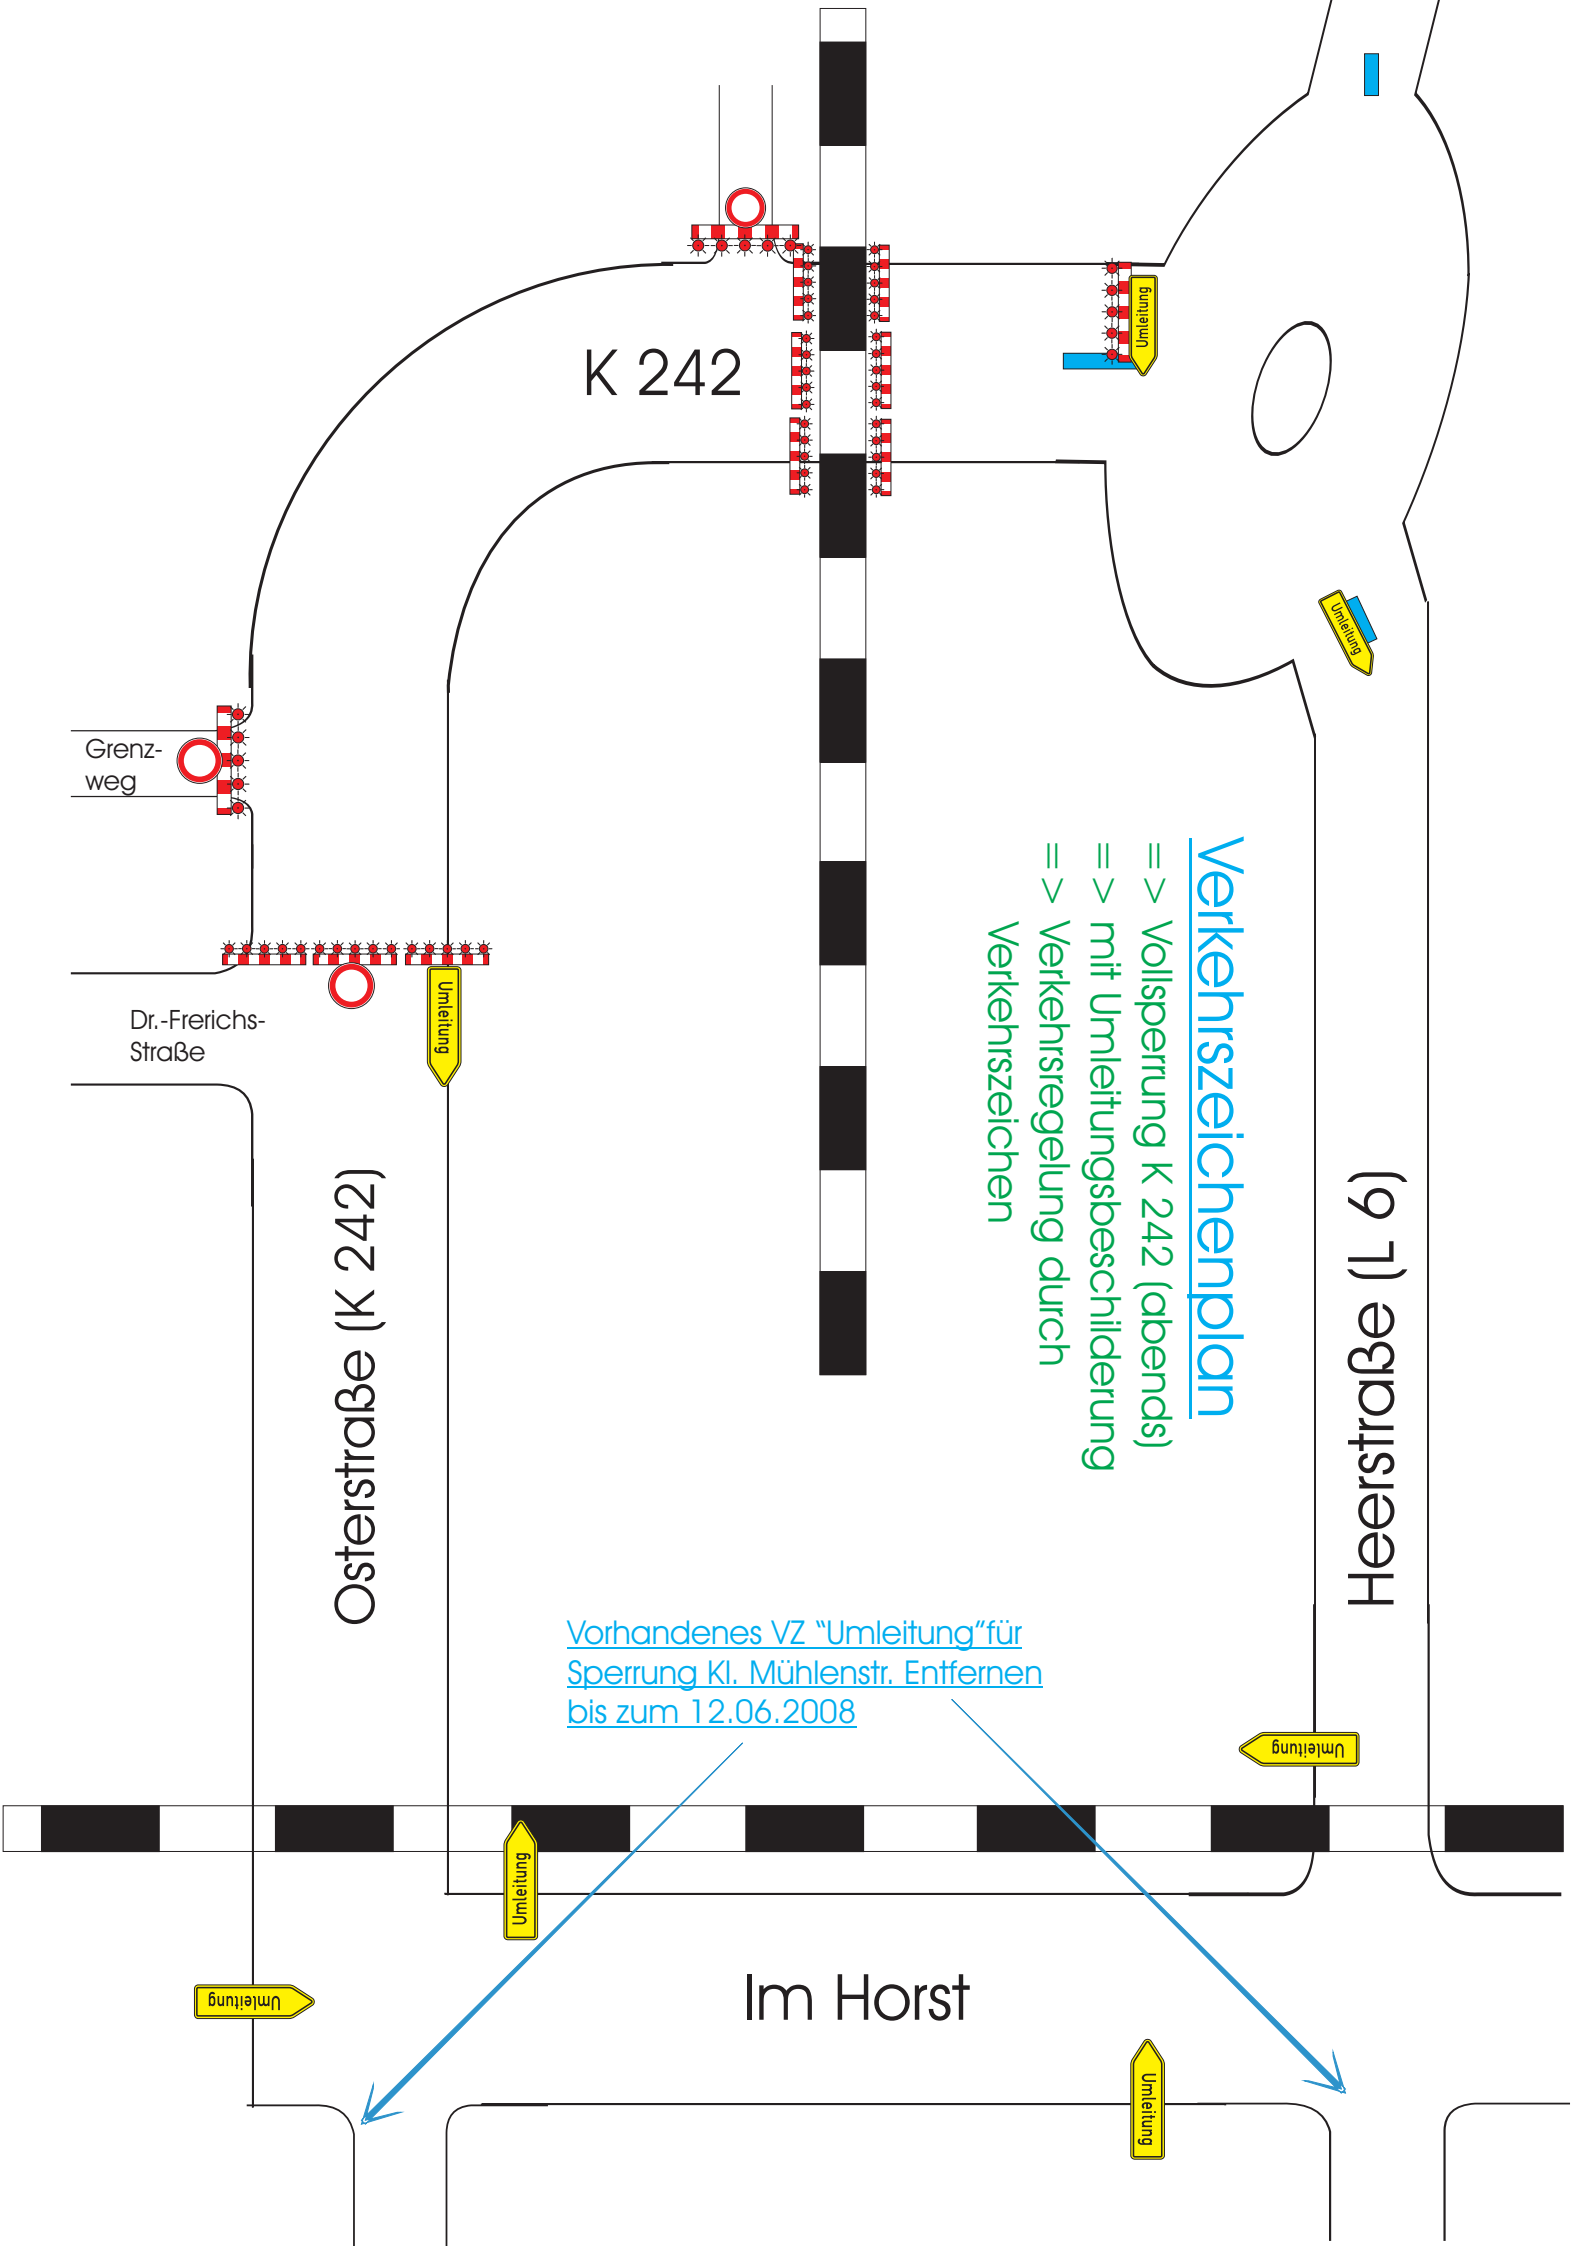 Umleitung
K 242
Umleitung
Grenz-
weg
Verkehrszeichenplan
=> Vollsperrung K 242 (abends)
=> mit Umleitungsbeschilderung
=> Verkehrsregelung durch
Verkehrszeichen
Umleitung
Dr.-Frerichs-
Straße
Osterstraße (K 242)
Heerstraße (L 6)
Vorhandenes VZ “Umleitung”für
Sperrung Kl. Mühlenstr. Entfernen
bis zum 12.06.2008
Umleitung
Umleitung
Umleitung
Im Horst
Umleitung